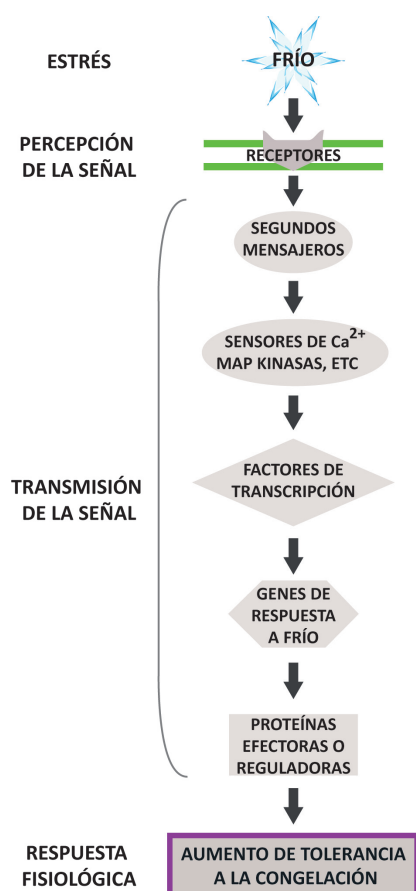 ESTRÉS
FRÍO
PERCEPCIÓN
DE LA SEÑAL
RECEPTORES
SEGUNDOS
MENSAJEROS
SENSORES DE Ca²⁺
MAP KINASAS, ETC
TRANSMISIÓN
DE LA SEÑAL
FACTORES DE
TRANSCRIPCIÓN
GENES DE
RESPUESTA
A FRÍO
PROTEÍNAS
EFECTORAS O
REGULADORAS
RESPUESTA
FISIOLÓGICA
AUMENTO DE TOLERANCIA
A LA CONGELACIÓN